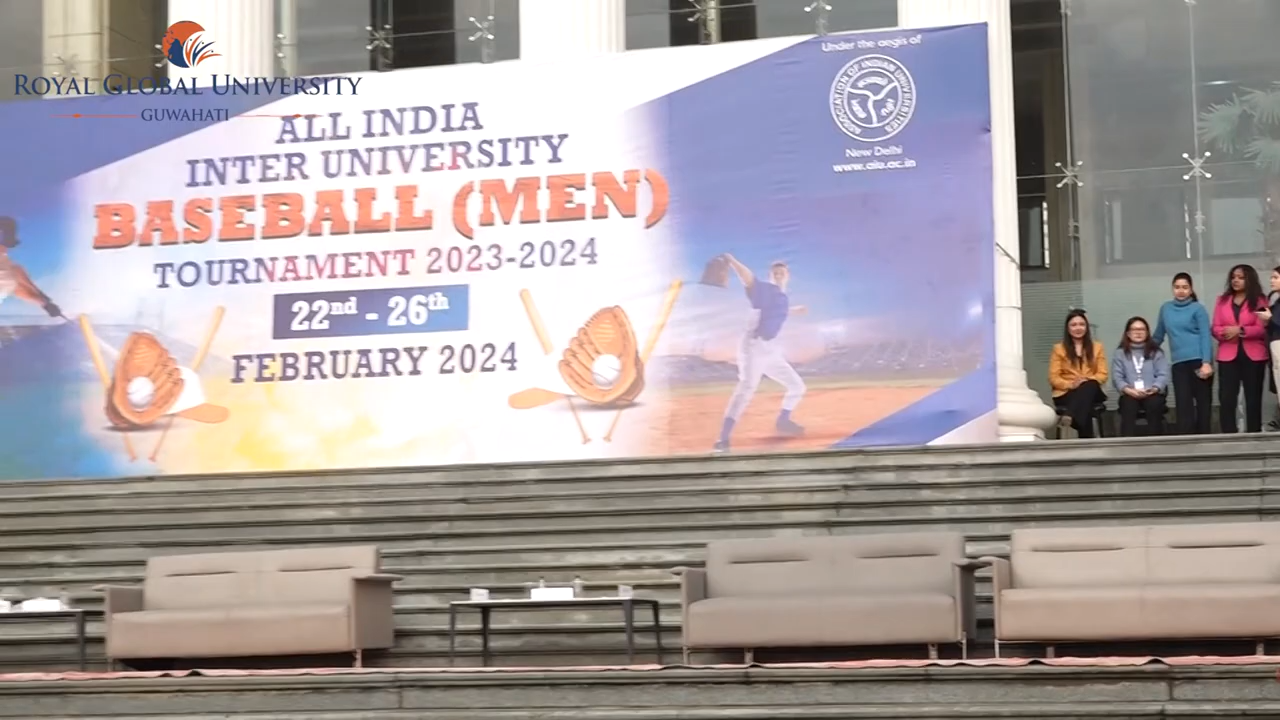 ROYAL GLOBAL UNIVERSITY
GUWAHATI
Under the aegis of
ASSOCIATION OF INDIAN UNIVERSITIES
New Delhi
www.aiu.ac.in
ALL INDIA
INTER UNIVERSITY
BASEBALL (MEN)
TOURNAMENT 2023-2024
22nd - 26th
FEBRUARY 2024